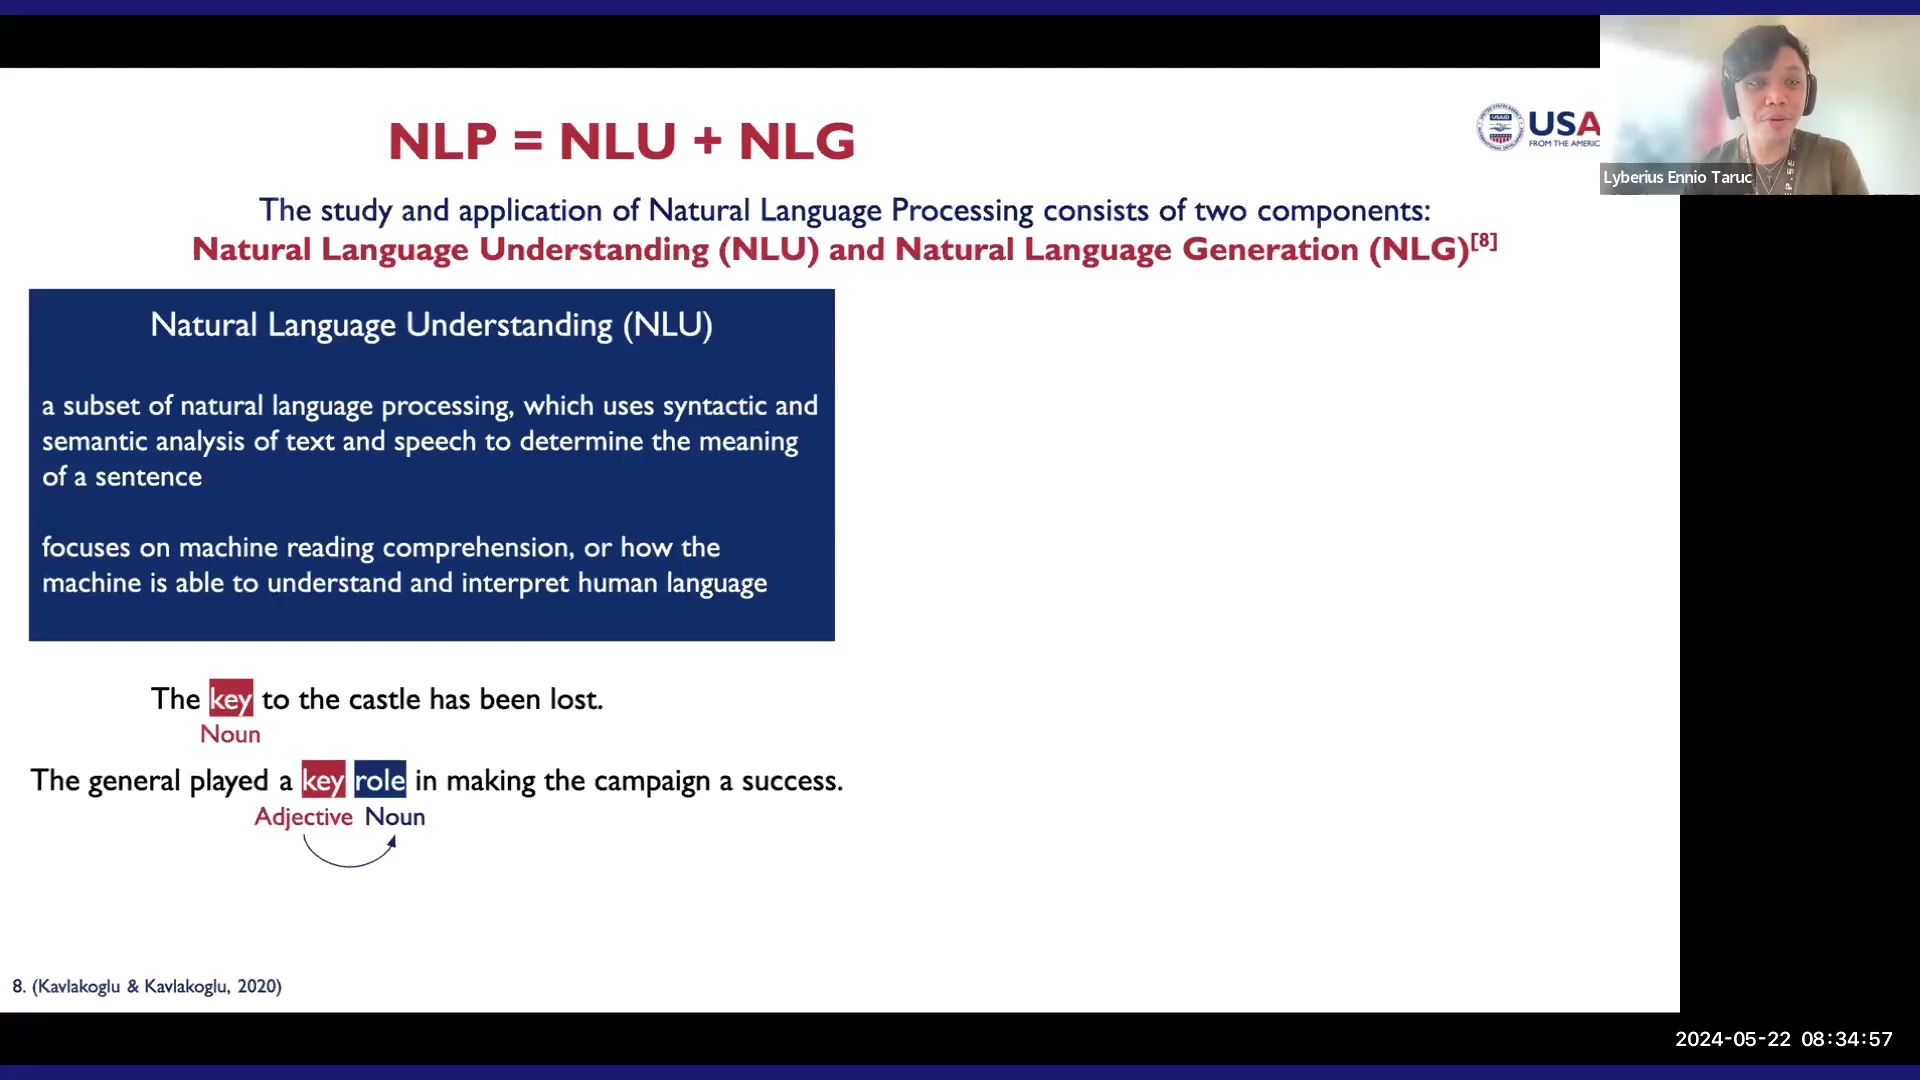 NLP = NLU + NLG
USA
FROM THE AMERIC
Lyberius Ennio Taruc
The study and application of Natural Language Processing consists of two components:
Natural Language Understanding (NLU) and Natural Language Generation (NLG)[8]
Natural Language Understanding (NLU)
a subset of natural language processing, which uses syntactic and
semantic analysis of text and speech to determine the meaning
of a sentence
focuses on machine reading comprehension, or how the
machine is able to understand and interpret human language
The key to the castle has been lost.
Noun
The general played a key role in making the campaign a success.
Adjective Noun
8. (Kavlakoglu & Kavlakoglu, 2020)
2024-05-22 08:34:57